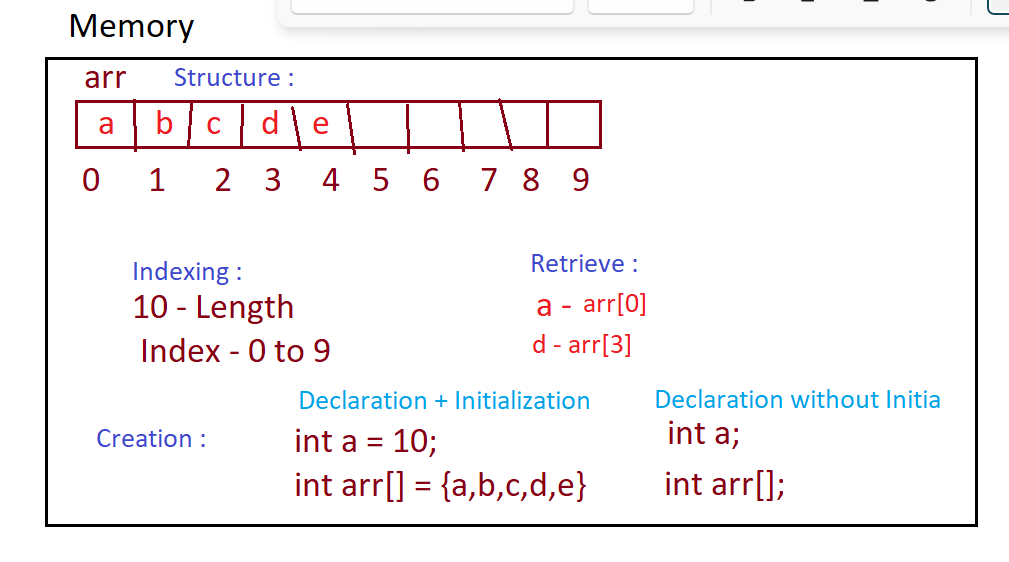 Memory
arr Structure :
a b c d e
0 1 2 3 4 5 6 7 8 9
Indexing :
10 - Length
Index - 0 to 9
Retrieve :
a - arr[0]
d - arr[3]
Creation :
Declaration + Initialization
int a = 10;
int arr[] = {a,b,c,d,e}
Declaration without Initia
int a;
int arr[];